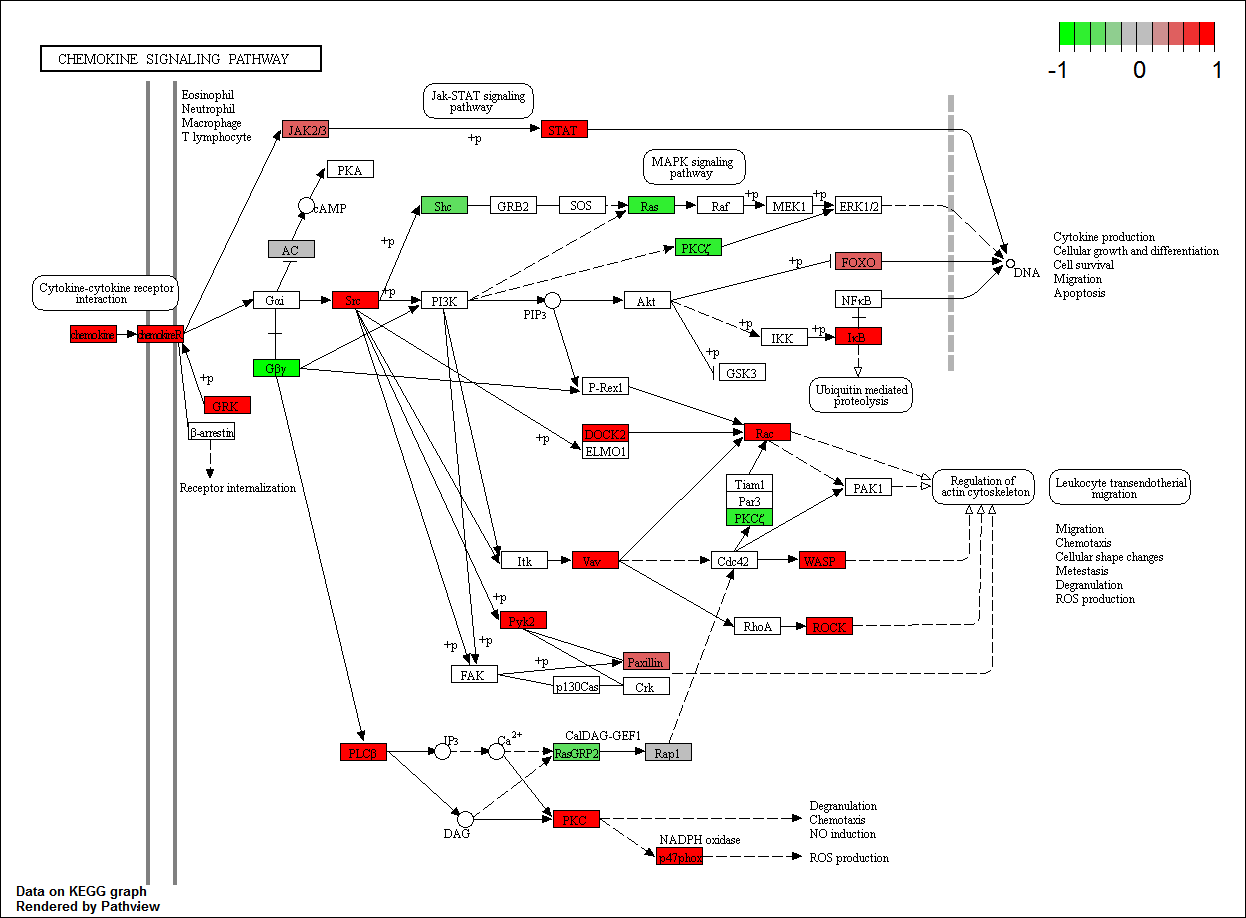 CHEMOKINE SIGNALING PATHWAY
-1
0
1
Eosinophil
Neutrophil
Macrophage
T lymphocyte
JAK2/3
Jak-STAT signaling
pathway
+p
STAT
PKA
cAMP
AC
MAPK signaling
pathway
+p
Shc
GRB2
SOS
Ras
Raf
+p
MEK1
+p
ERK1/2
PKCζ
Cytokine production
Cellular growth and differentiation
Cell survival
Migration
Apoptosis
+p
FOXO
DNA
Cytokine-cytokine receptor
interaction
Gαi
Src
+p
PI3K
PIP3
Akt
NFκB
chemokine
chemokineR
+p
IKK
+p
IκB
Gβγ
+p
GSK3
+p
GRK
β-arrestin
P-Rex1
Ubiquitin mediated
proteolysis
+p
DOCK2
ELMO1
Rac
Receptor internalization
Tiam1
Par3
PKCζ
PAK1
Regulation of
actin cytoskeleton
Leukocyte transendotherial
migration
Itk
Vav
Cdc42
WASP
Migration
Chemotaxis
Cellular shape changes
Metastasis
Degranulation
ROS production
+p
Pyk2
RhoA
ROCK
+p
+p
+p
FAK
Paxillin
p130Cas
Crk
PLCβ
IP3
Ca2+
CalDAG-GEF1
RasGRP2
Rap1
DAG
PKC
Degranulation
Chemotaxis
NO induction
NADPH oxidase
p47phox
ROS production
Data on KEGG graph
Rendered by Pathview